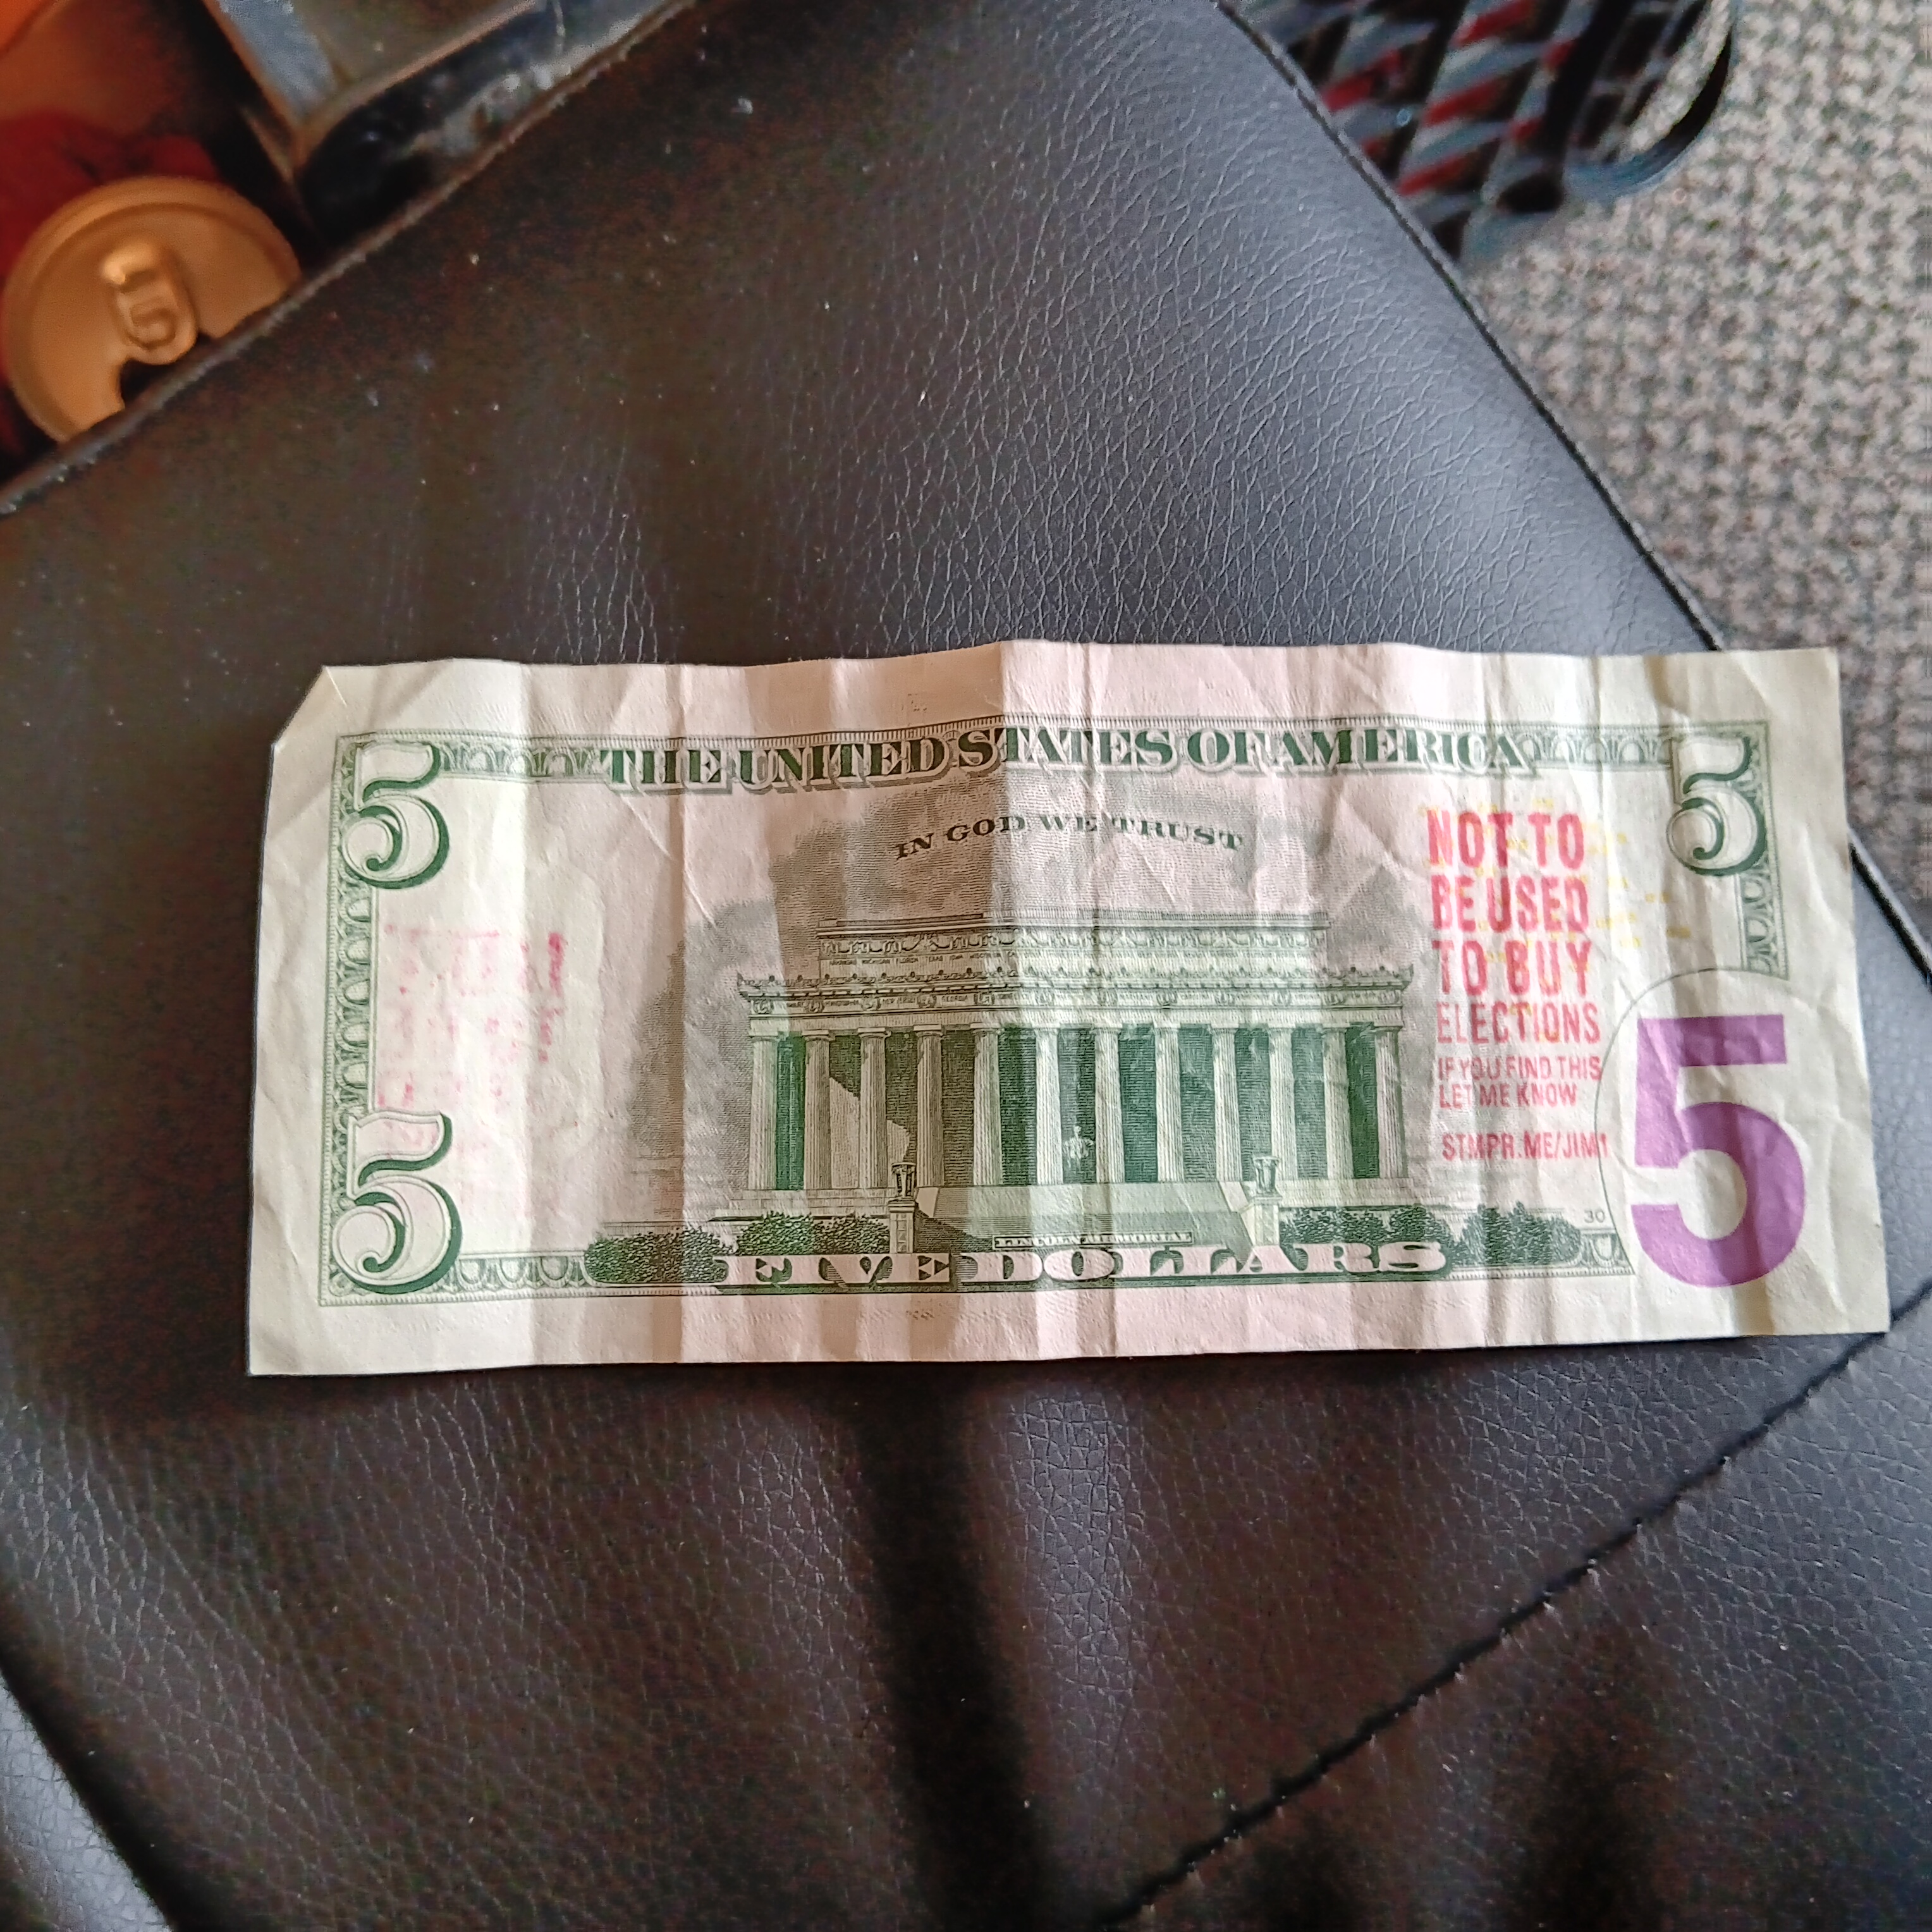 THE UNITED STATES OF AMERICA
5
5
IN GOD WE TRUST
NOT TO
BE USED
TO BUY
ELECTIONS
IF YOU FIND THIS
LET ME KNOW
STMPR.ME/JIM1
5
5
30
LINCOLN MEMORIAL
FIVE DOLLARS